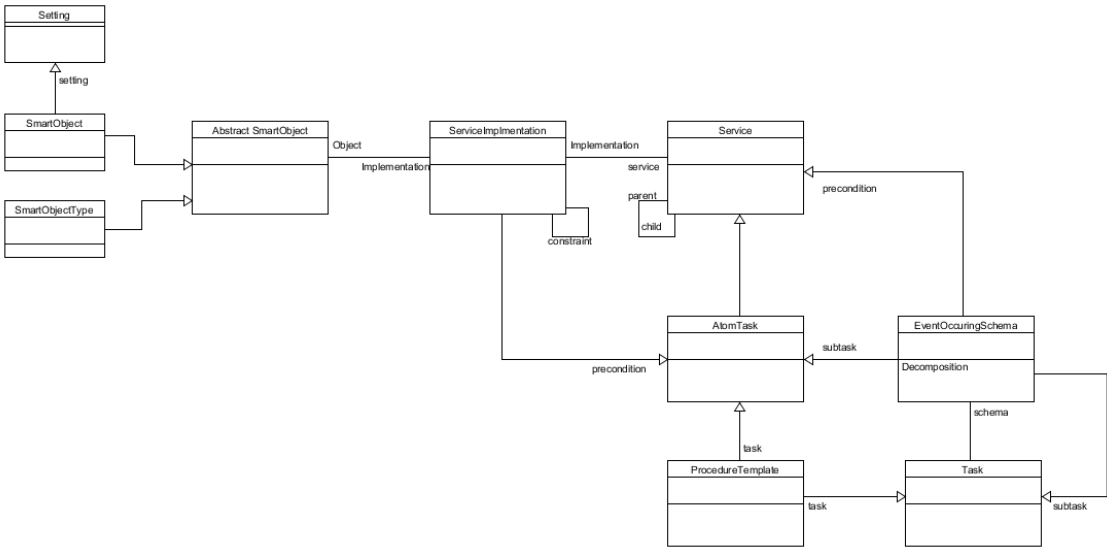 Setting
setting
SmartObject
Abstract SmartObject
ServiceImplmentation
Service
Object
Implementation
Implementation
service
precondition
parent
child
constraint
SmartObjectType
AtomTask
EventOccuringSchema
subtask
precondition
Decomposition
schema
task
ProcedureTemplate
Task
task
subtask